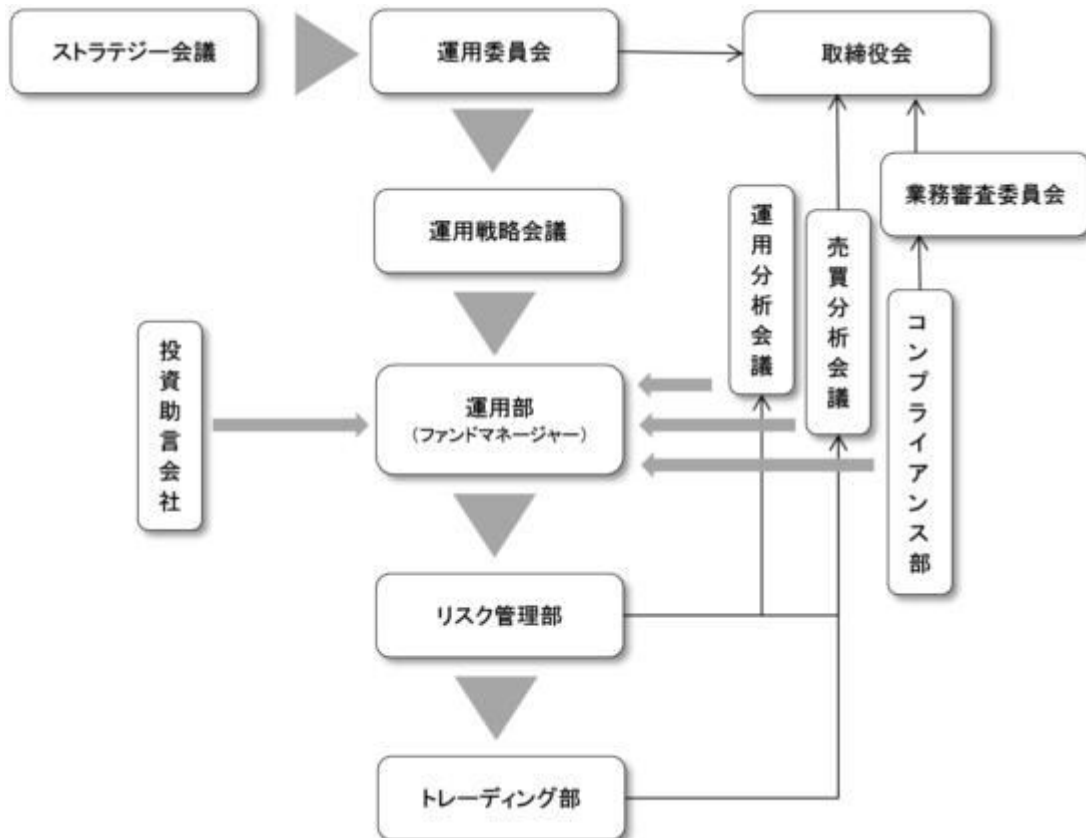 ストラテジー会議
運用委員会
取締役会
業務審査委員会
運用戦略会議
運用分析会議
売買分析会議
コンプライアンス部
投資助言会社
運用部
(ファンドマネージャー)
リスク管理部
トレーディング部